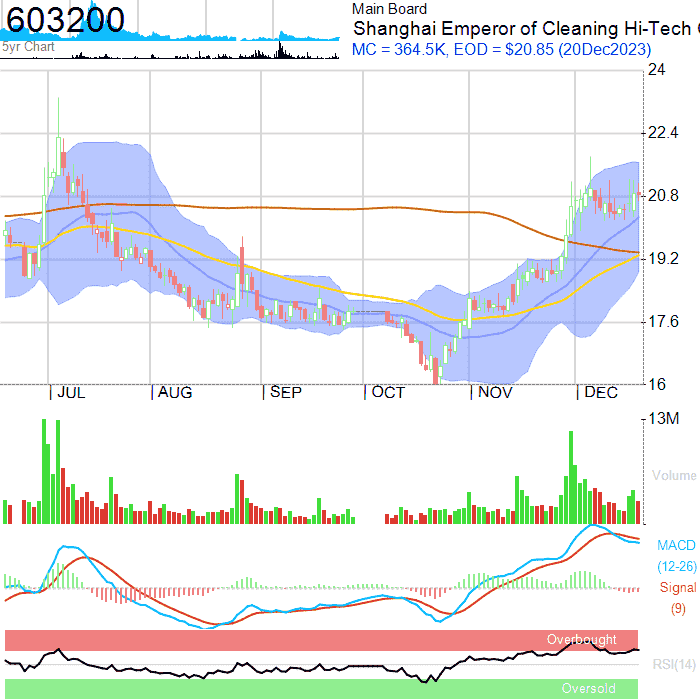 603200
5yr Chart
Main Board
Shanghai Emperor of Cleaning Hi-Tech
MC = 364.5K, EOD = $20.85 (20Dec2023)
24
22.4
20.8
19.2
17.6
16
JUL AUG SEP OCT NOV DEC
13M
Volume
MACD
(12-26)
Signal
(9)
Overbought
RSI(14)
Oversold